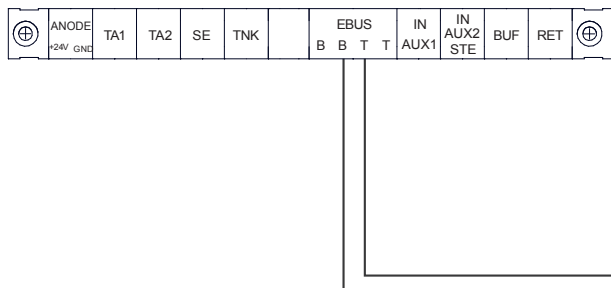 ANODE
+24V GND
TA1
TA2
SE
TNK
EBUS
B B T T
IN
AUX1
IN
AUX2
STE
BUF
RET